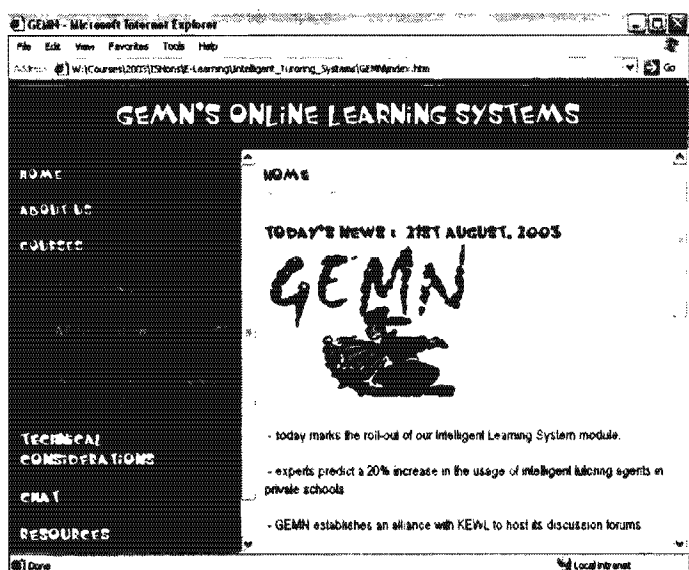 GEMN - Microsoft Internet Explorer
File Edit View Favorites Tools Help
Address W:\Courses\2003\ISHons\E-Learning\Intelligent_Tutoring_Systems\GEMN\index.htm Go
GEMN'S ONLINE LEARNING SYSTEMS
HOME
ABOUT US
COURSES
TECHNICAL
CONSIDERATIONS
CHAT
RESOURCES
HOME
TODAY'S NEWS : 21ST AUGUST, 2003
GEMN
- today marks the roll-out of our Intelligent Learning System module.
- experts predict a 20% increase in the usage of intelligent tutoring agents in
private schools
- GEMN establishes an alliance with KEWL to host its discussion forums
Done
Local intranet